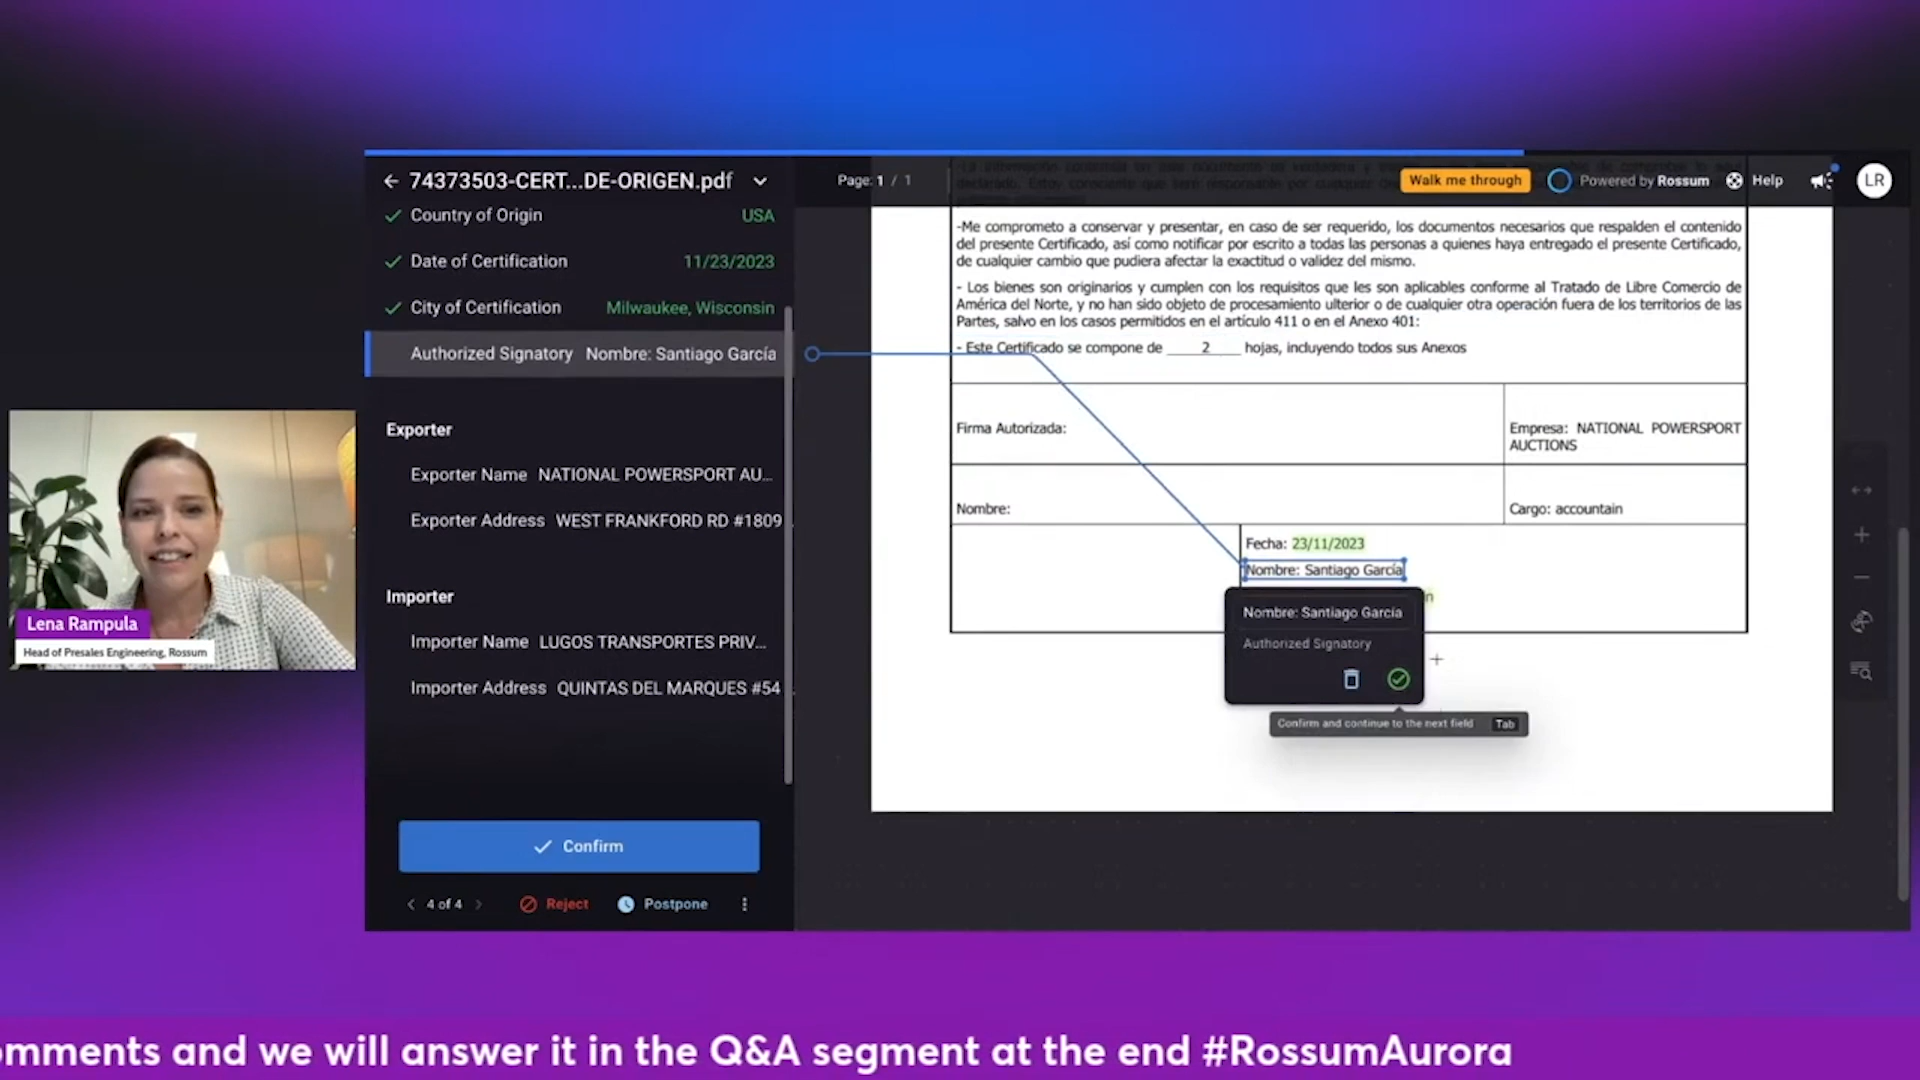 74373503-CERT...DE-ORIGEN.pdf
Country of Origin USA
Date of Certification 11/23/2023
City of Certification Milwaukee, Wisconsin
Authorized Signatory Nombre: Santiago García
Exporter
Exporter Name NATIONAL POWERSPORT AU...
Exporter Address WEST FRANKFORD RD #1809
Importer
Importer Name LUGOS TRANSPORTES PRIV...
Importer Address QUINTAS DEL MARQUES #54
Confirm
4 of 4 Reject Postpone
Page: 1 / 1
Walk me through
Powered by Rossum
Help
LR
-Me comprometo a conservar y presentar, en caso de ser requerido, los documentos necesarios que respalden el contenido
del presente Certificado, así como notificar por escrito a todas las personas a quienes haya entregado el presente Certificado,
de cualquier cambio que pudiera afectar la exactitud o validez del mismo.
- Los bienes son originarios y cumplen con los requisitos que les son aplicables conforme al Tratado de Libre Comercio de
América del Norte, y no han sido objeto de procesamiento ulterior o de cualquier otra operación fuera de los territorios de las
Partes, salvo en los casos permitidos en el artículo 411 o en el Anexo 401:
- Este Certificado se compone de 2 hojas, incluyendo todos sus Anexos
Firma Autorizada:
Empresa: NATIONAL POWERSPORT
AUCTIONS
Nombre:
Cargo: accountain
Fecha: 23/11/2023
Nombre: Santiago García
Nombre: Santiago García
Authorized Signatory
Confirm and continue to the next field Tab
Lena Rampula
Head of Presales Engineering, Rossum
omments and we will answer it in the Q&A segment at the end #RossumAurora